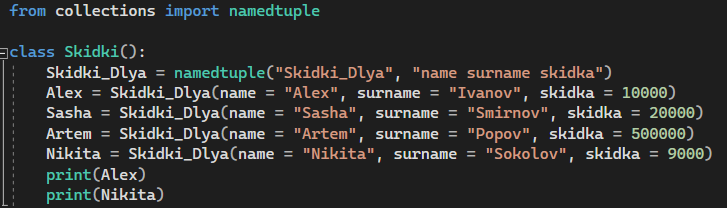 from collections import namedtuple
class Skidki():
    Skidki_Dlya = namedtuple("Skidki_Dlya", "name surname skidka")
    Alex = Skidki_Dlya(name = "Alex", surname = "Ivanov", skidka = 10000)
    Sasha = Skidki_Dlya(name = "Sasha", surname = "Smirnov", skidka = 20000)
    Artem = Skidki_Dlya(name = "Artem", surname = "Popov", skidka = 500000)
    Nikita = Skidki_Dlya(name = "Nikita", surname = "Sokolov", skidka = 9000)
    print(Alex)
    print(Nikita)